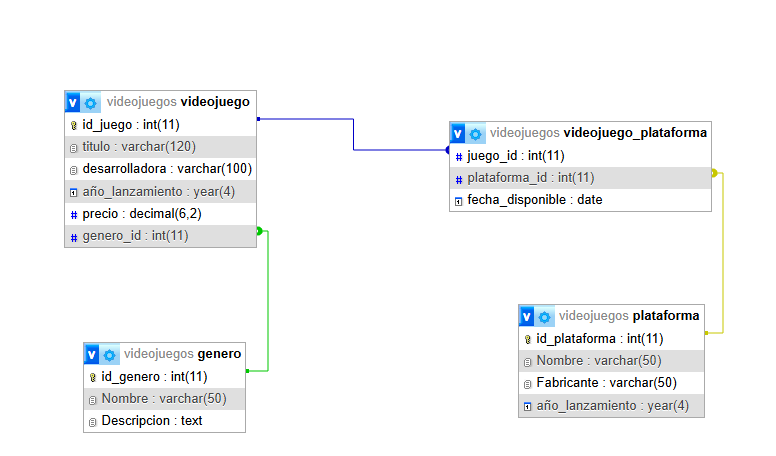 videojuegos videojuego
id_juego : int(11)
titulo : varchar(120)
desarrolladora : varchar(100)
año_lanzamiento : year(4)
precio : decimal(6,2)
genero_id : int(11)
videojuegos videojuego_plataforma
juego_id : int(11)
plataforma_id : int(11)
fecha_disponible : date
videojuegos plataforma
id_plataforma : int(11)
Nombre : varchar(50)
Fabricante : varchar(50)
año_lanzamiento : year(4)
videojuegos genero
id_genero : int(11)
Nombre : varchar(50)
Descripcion : text